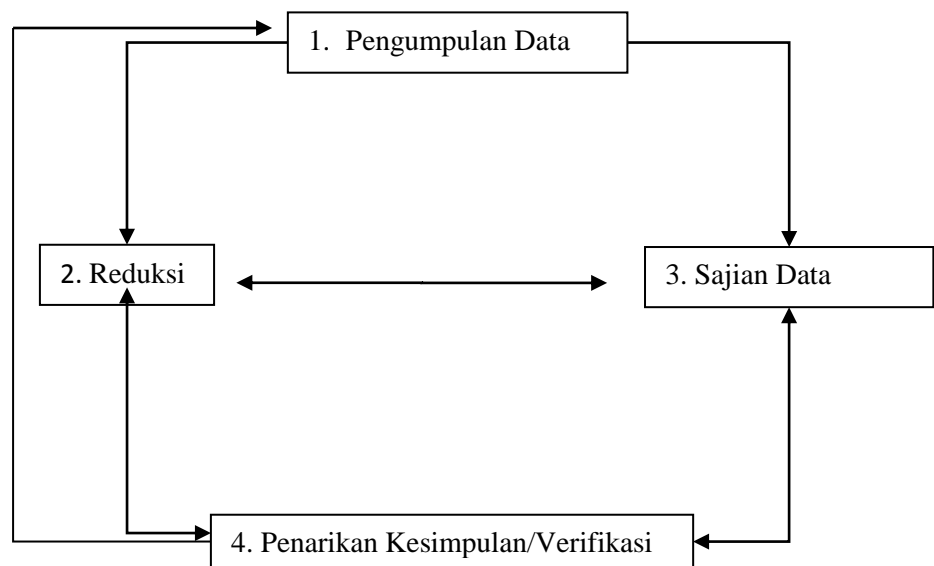 1. Pengumpulan Data
2. Reduksi
3. Sajian Data
4. Penarikan Kesimpulan/Verifikasi